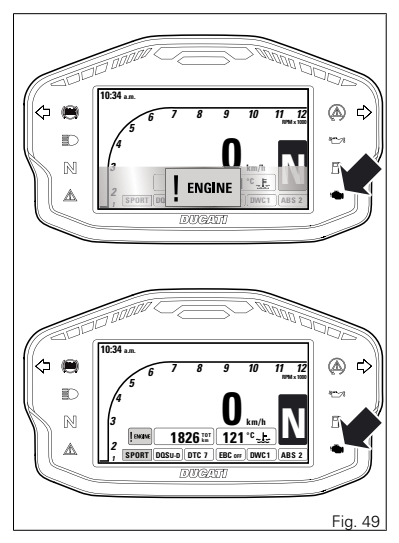 10:34 a.m.
6 7 8 9 10 11 12
5 RPM x 1000
4
3 0 km/h N
! ENGINE °C
2
1 SPORT DQ DWC1 ABS 2
DUCATI
10:34 a.m.
6 7 8 9 10 11 12
5 RPM x 1000
4
3 0 km/h N
! ENGINE 1826 TOT km 121 °C
2
1 SPORT DQSU-D DTC 7 EBC OFF DWC1 ABS 2
DUCATI
Fig. 49